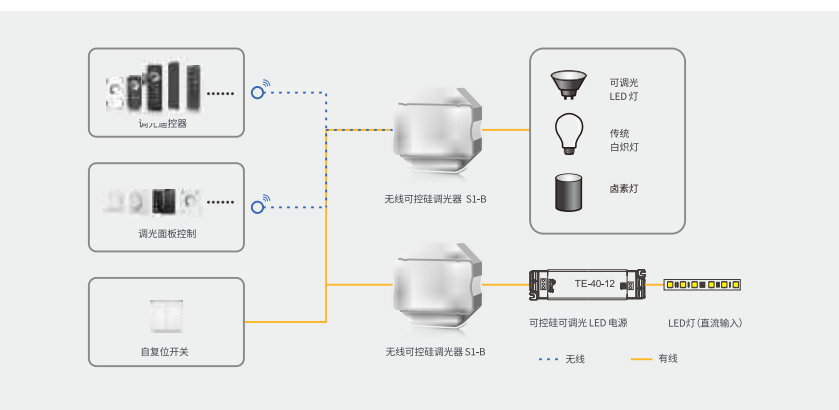 调光遥控器
调光面板控制
自复位开关
无线可控硅调光器 S1-B
无线可控硅调光器 S1-B
可调光
LED 灯
传统
白炽灯
卤素灯
TE-40-12
可控硅可调光 LED 电源
LED灯(直流输入)
无线
有线